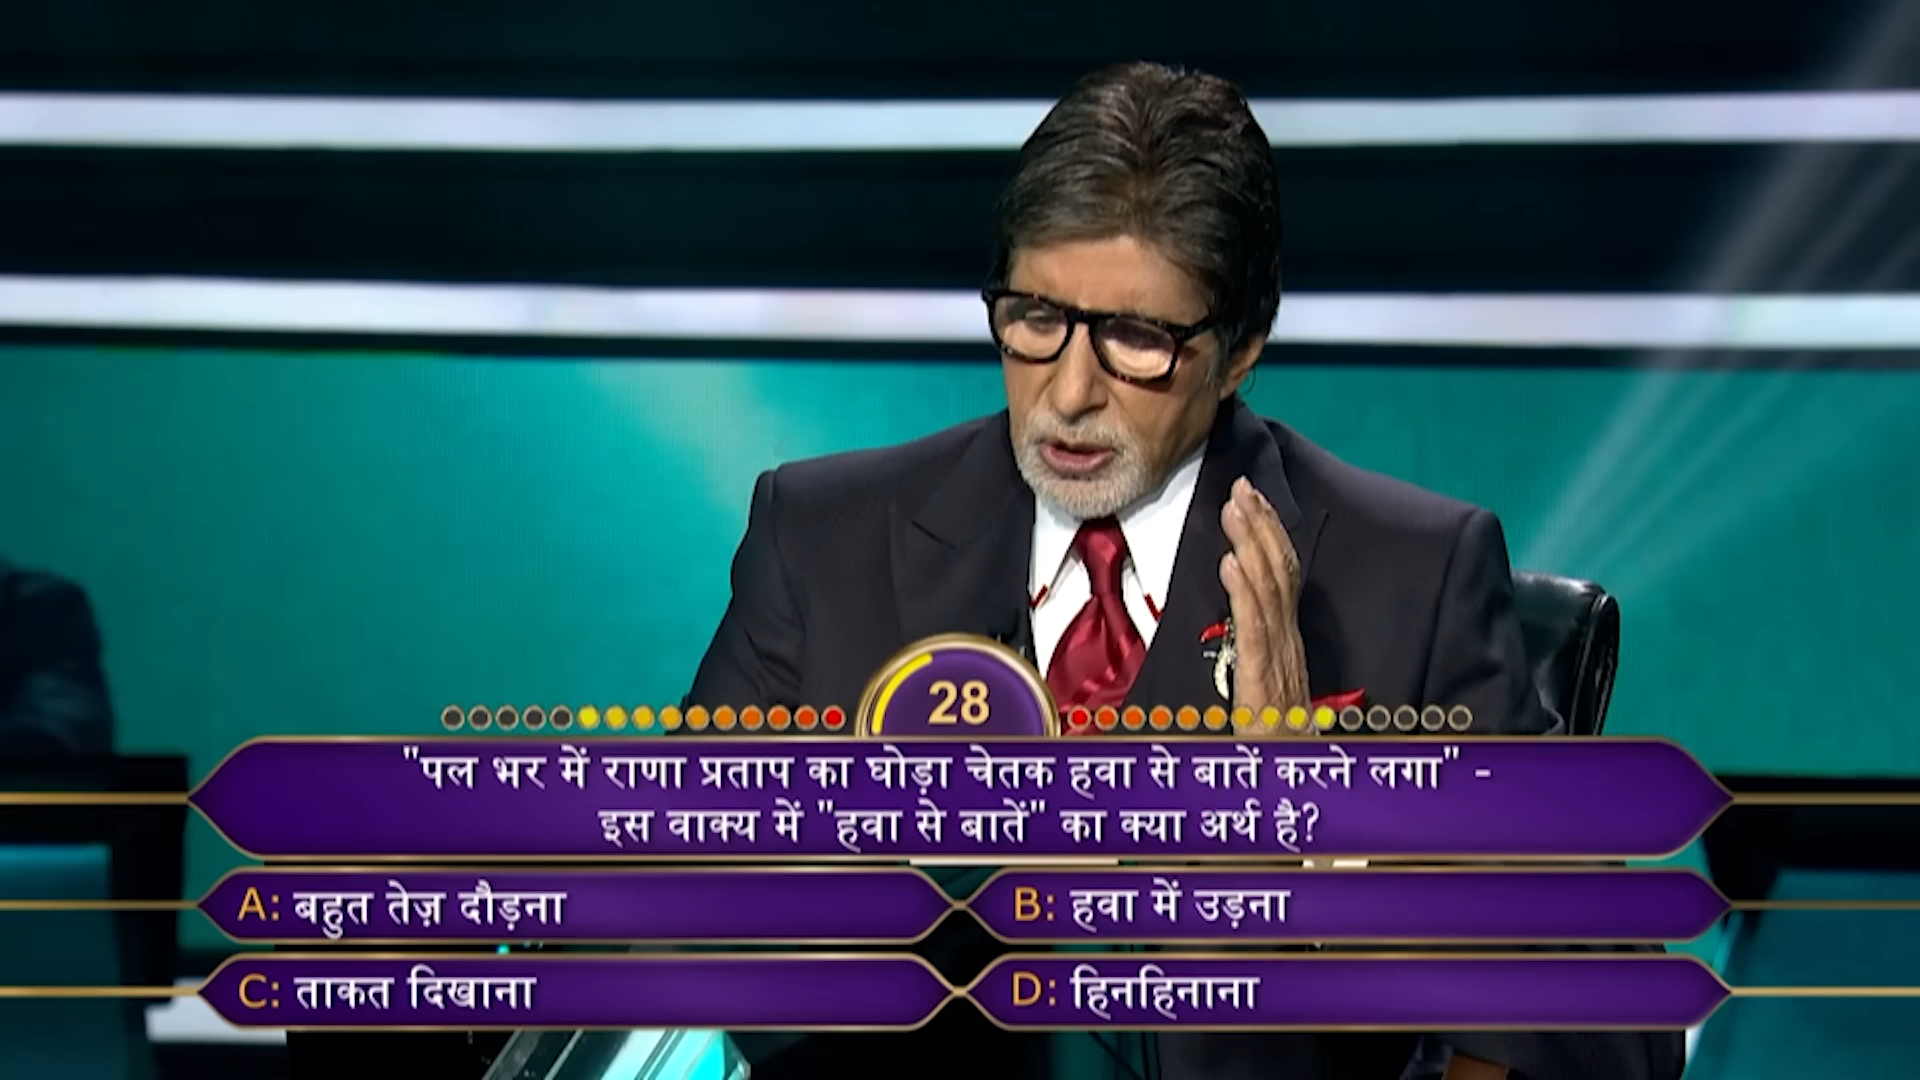 28
"पल भर में राणा प्रताप का घोड़ा चेतक हवा से बातें करने लगा" -
इस वाक्य में "हवा से बातें" का क्या अर्थ है?
A: बहुत तेज़ दौड़ना
B: हवा में उड़ना
C: ताकत दिखाना
D: हिनहिनाना